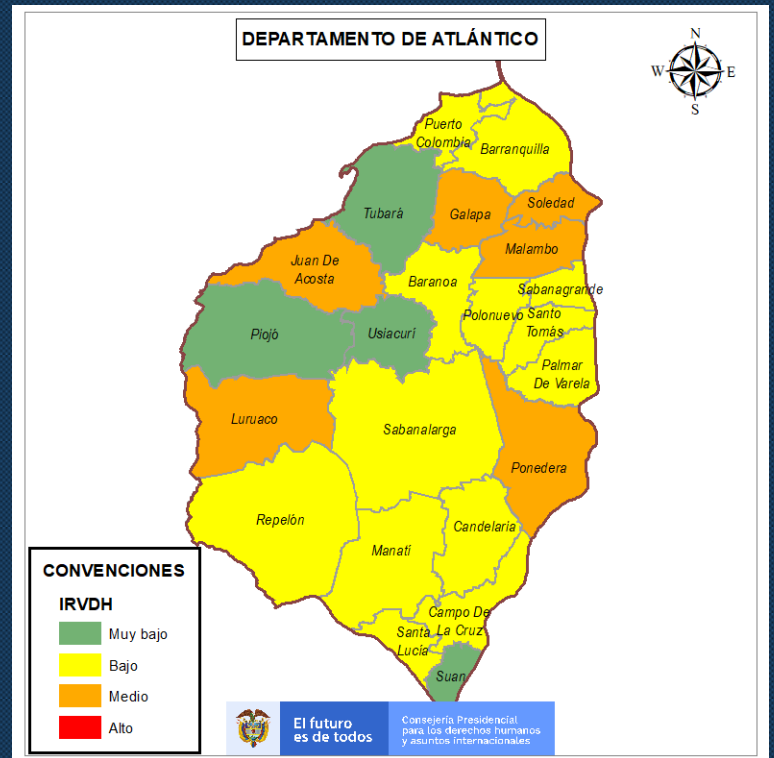 DEPARTAMENTO DE ATLÁNTICO
N
W
E
S
Puerto
Colombia
Barranquilla
Tubará
Galapa
Soledad
Malambo
Juan De
Acosta
Baranoa
Sabanagrande
Polonuevo
Santo
Tomás
Piojó
Usiacurí
Palmar
De Varela
Luruaco
Sabanalarga
Ponedera
Repelón
Candelaria
Manatí
Campo De
La Cruz
Santa
Lucía
Suan
CONVENCIONES
IRVDH
Muy bajo
Bajo
Medio
Alto
El futuro
es de todos
Consejería Presidencial
para los derechos humanos
y asuntos internacionales